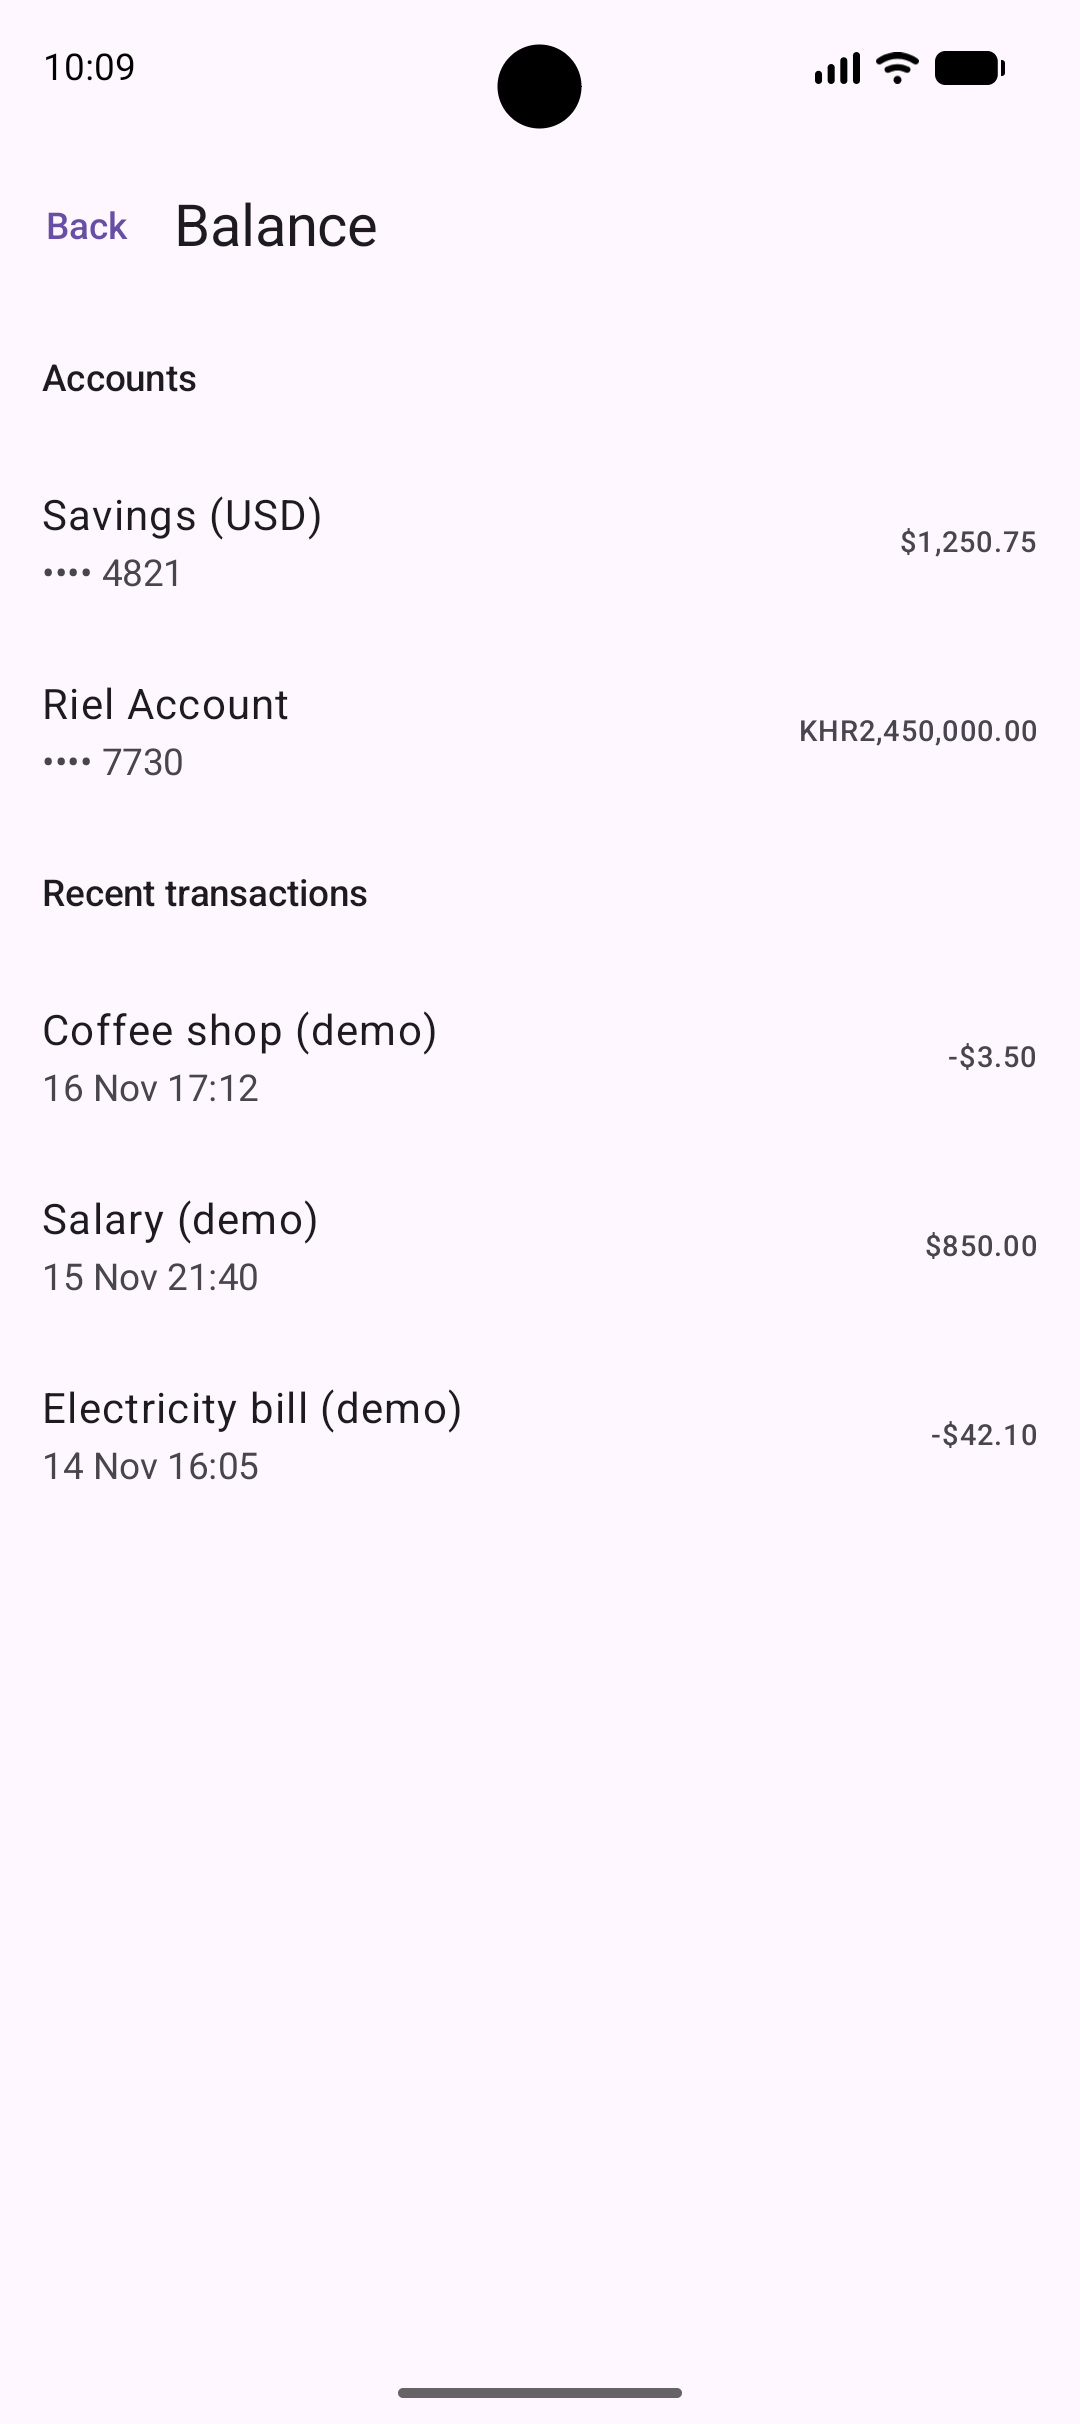 10:09
Back Balance
Accounts
Savings (USD)
•••• 4821
$1,250.75
Riel Account
•••• 7730
KHR2,450,000.00
Recent transactions
Coffee shop (demo)
16 Nov 17:12
-$3.50
Salary (demo)
15 Nov 21:40
$850.00
Electricity bill (demo)
14 Nov 16:05
-$42.10